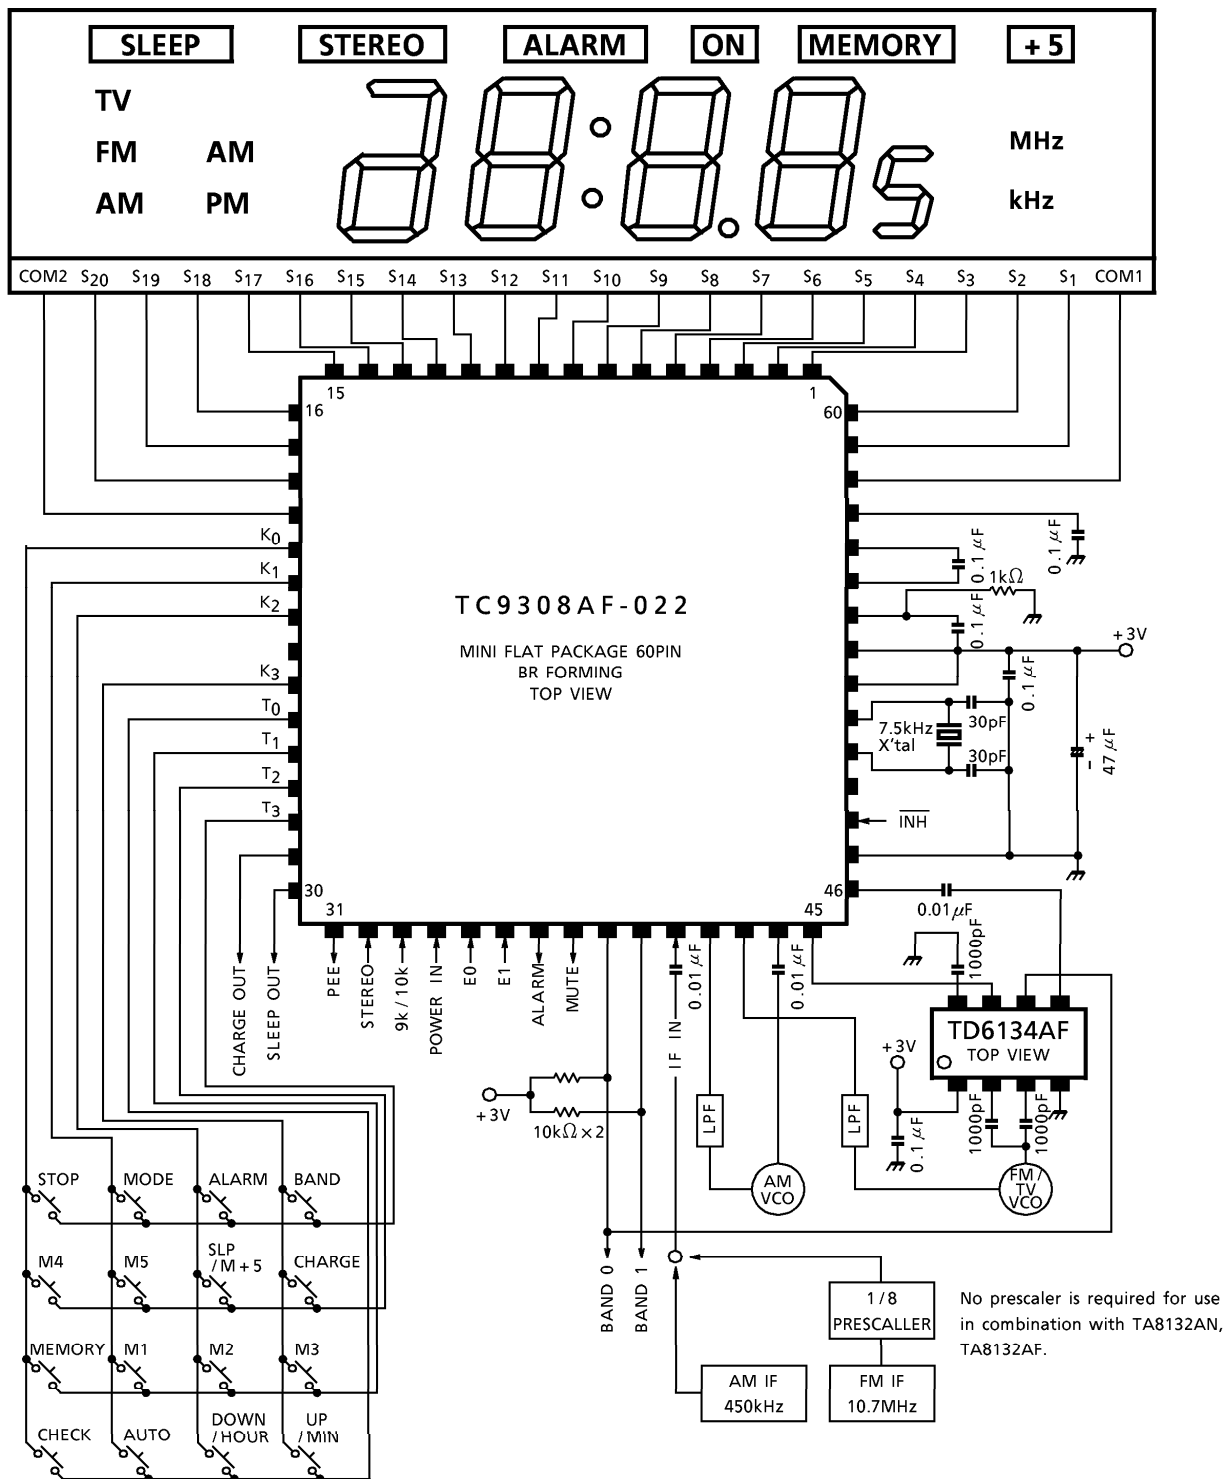 SLEEP STEREO ALARM ON MEMORY +5
TV
FM AM
AM PM
MHz
kHz
COM2 S20 S19 S18 S17 S16 S15 S14 S13 S12 S11 S10 S9 S8 S7 S6 S5 S4 S3 S2 S1 COM1
15
1
16
60
K0
K1
K2
K3
T0
T1
T2
T3
30
31
45
46
TC9308AF-022
MINI FLAT PACKAGE 60PIN
BR FORMING
TOP VIEW
0.1μF
0.1μF
1kΩ
0.1μF
+3V
0.1μF
30pF
7.5kHz
X'tal
30pF
+
-
47μF
INH
0.01μF
CHARGE OUT
SLEEP OUT
PEE
STEREO
9k/10k
POWER IN
E0
E1
ALARM
MUTE
IF IN
0.01μF
0.01μF
1000pF
TD6134AF
TOP VIEW
+3V
0.1μF
1000pF
1000pF
+3V
10kΩ×2
LPF
LPF
AM
VCO
FM/
TV
VCO
STOP MODE ALARM BAND
M4 M5 SLP
/M+5 CHARGE
MEMORY M1 M2 M3
CHECK AUTO DOWN
/HOUR UP
/MIN
BAND 0
BAND 1
1/8
PRESCALLER
AM IF
450kHz
FM IF
10.7MHz
No prescaler is required for use
in combination with TA8132AN,
TA8132AF.